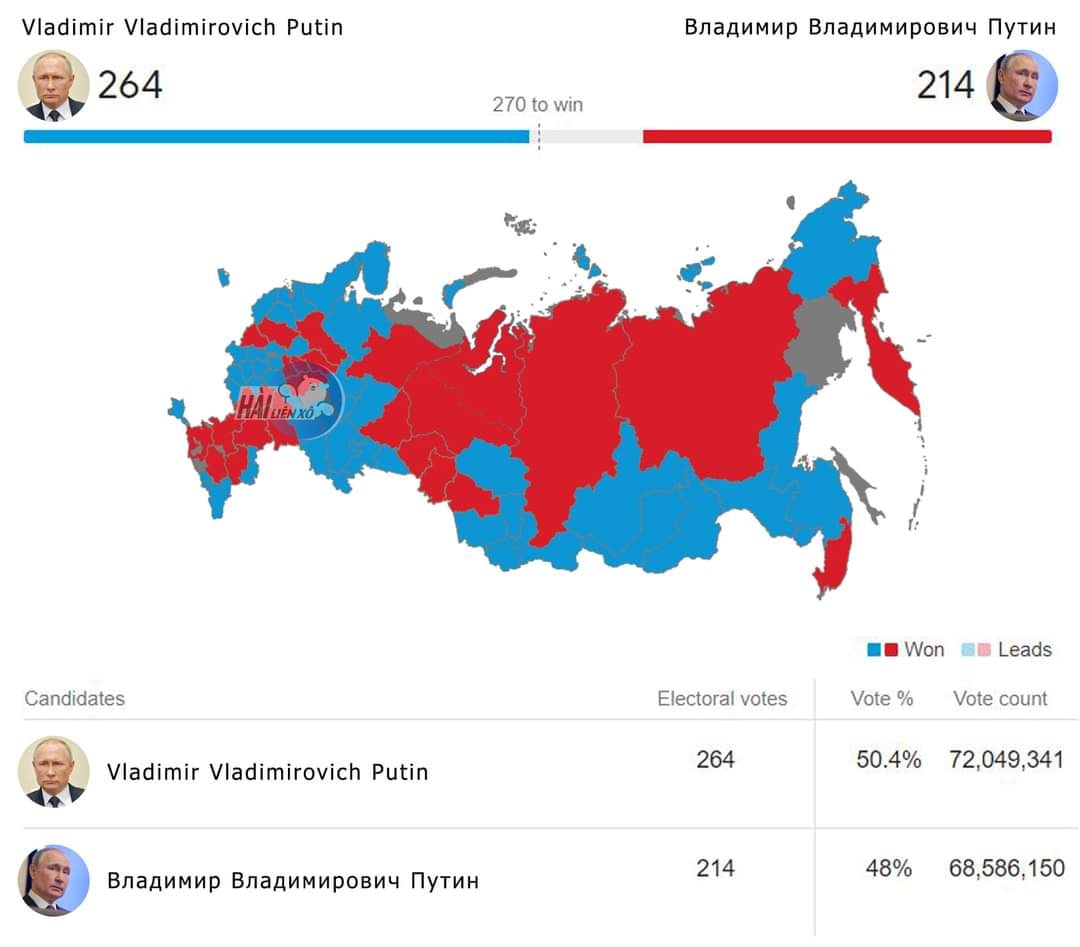 Vladimir Vladimirovich Putin
Владимир Владимирович Путин
264
270 to win
214
HÀI LIÊN XÔ
Won
Leads
Candidates
Electoral votes
Vote %
Vote count
Vladimir Vladimirovich Putin
264
50.4%
72,049,341
Владимир Владимирович Путин
214
48%
68,586,150